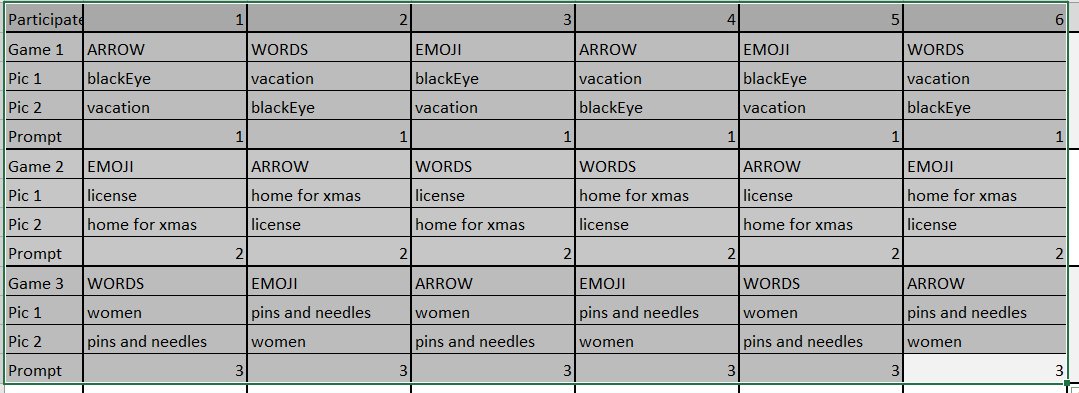 Participate 1 2 3 4 5 6
Game 1 ARROW WORDS EMOJI ARROW EMOJI WORDS
Pic 1 blackEye vacation blackEye vacation blackEye vacation
Pic 2 vacation blackEye vacation blackEye vacation blackEye
Prompt 1 1 1 1 1 1
Game 2 EMOJI ARROW WORDS WORDS ARROW EMOJI
Pic 1 license home for xmas license home for xmas license home for xmas
Pic 2 home for xmas license home for xmas license home for xmas license
Prompt 2 2 2 2 2 2
Game 3 WORDS EMOJI ARROW EMOJI WORDS ARROW
Pic 1 women pins and needles women pins and needles women pins and needles
Pic 2 pins and needles women pins and needles women pins and needles women
Prompt 3 3 3 3 3 3